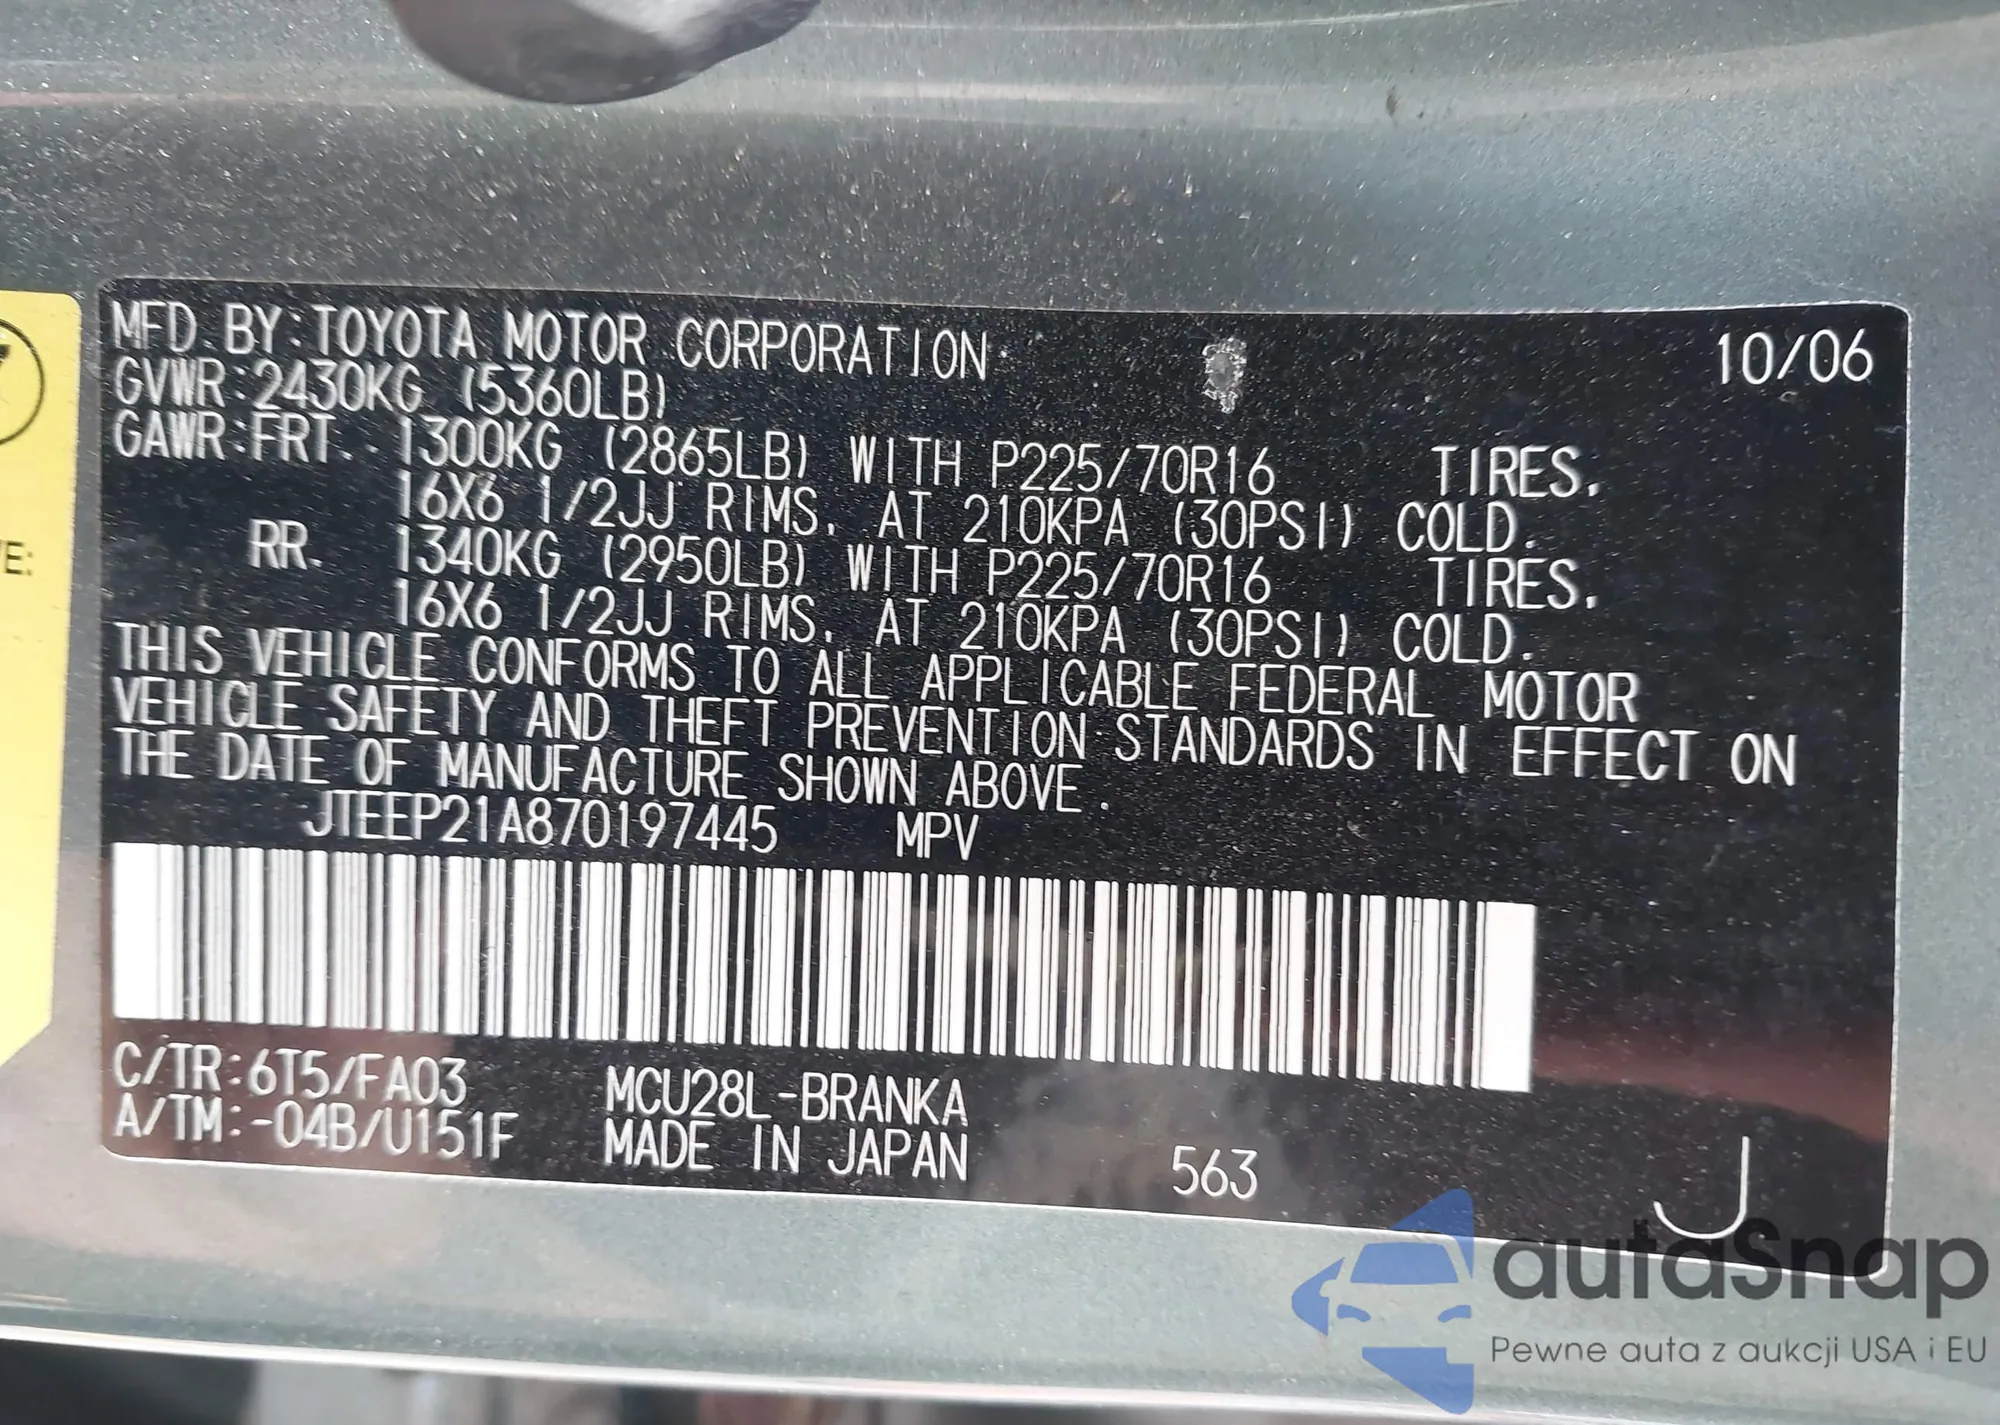 MFD. BY:TOYOTA MOTOR CORPORATION 10/06
GVWR:2430KG (5360LB)
GAWR:FRT. 1300KG (2865LB) WITH P225/70R16 TIRES.
16X6 1/2JJ RIMS, AT 210KPA (30PSI) COLD.
RR. 1340KG (2950LB) WITH P225/70R16 TIRES.
16X6 1/2JJ RIMS, AT 210KPA (30PSI) COLD.
THIS VEHICLE CONFORMS TO ALL APPLICABLE FEDERAL MOTOR
VEHICLE SAFETY AND THEFT PREVENTION STANDARDS IN EFFECT ON
THE DATE OF MANUFACTURE SHOWN ABOVE.
JTEEP21A870197445 MPV
C/TR:6T5/FA03 MCU28L-BRANKA
A/TM:-04B/U151F MADE IN JAPAN 563
J
E:
autaSnap
Pewne auta z aukcji USA i EU